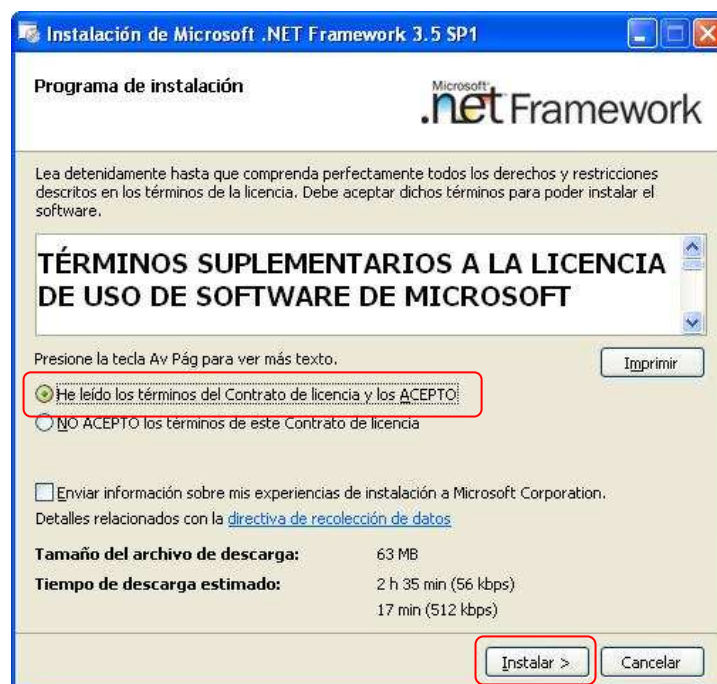 Instalación de Microsoft .NET Framework 3.5 SP1
Programa de instalación
Microsoft
.net Framework
Lea detenidamente hasta que comprenda perfectamente todos los derechos y restricciones
descritos en los términos de la licencia. Debe aceptar dichos términos para poder instalar el
software.
TÉRMINOS SUPLEMENTARIOS A LA LICENCIA
DE USO DE SOFTWARE DE MICROSOFT
Presione la tecla Av Pág para ver más texto.
Imprimir
He leído los términos del Contrato de licencia y los ACEPTO
NO ACEPTO los términos de este Contrato de licencia
Enviar información sobre mis experiencias de instalación a Microsoft Corporation.
Detalles relacionados con la directiva de recolección de datos
Tamaño del archivo de descarga: 63 MB
Tiempo de descarga estimado: 2 h 35 min (56 kbps)
17 min (512 kbps)
Instalar > Cancelar